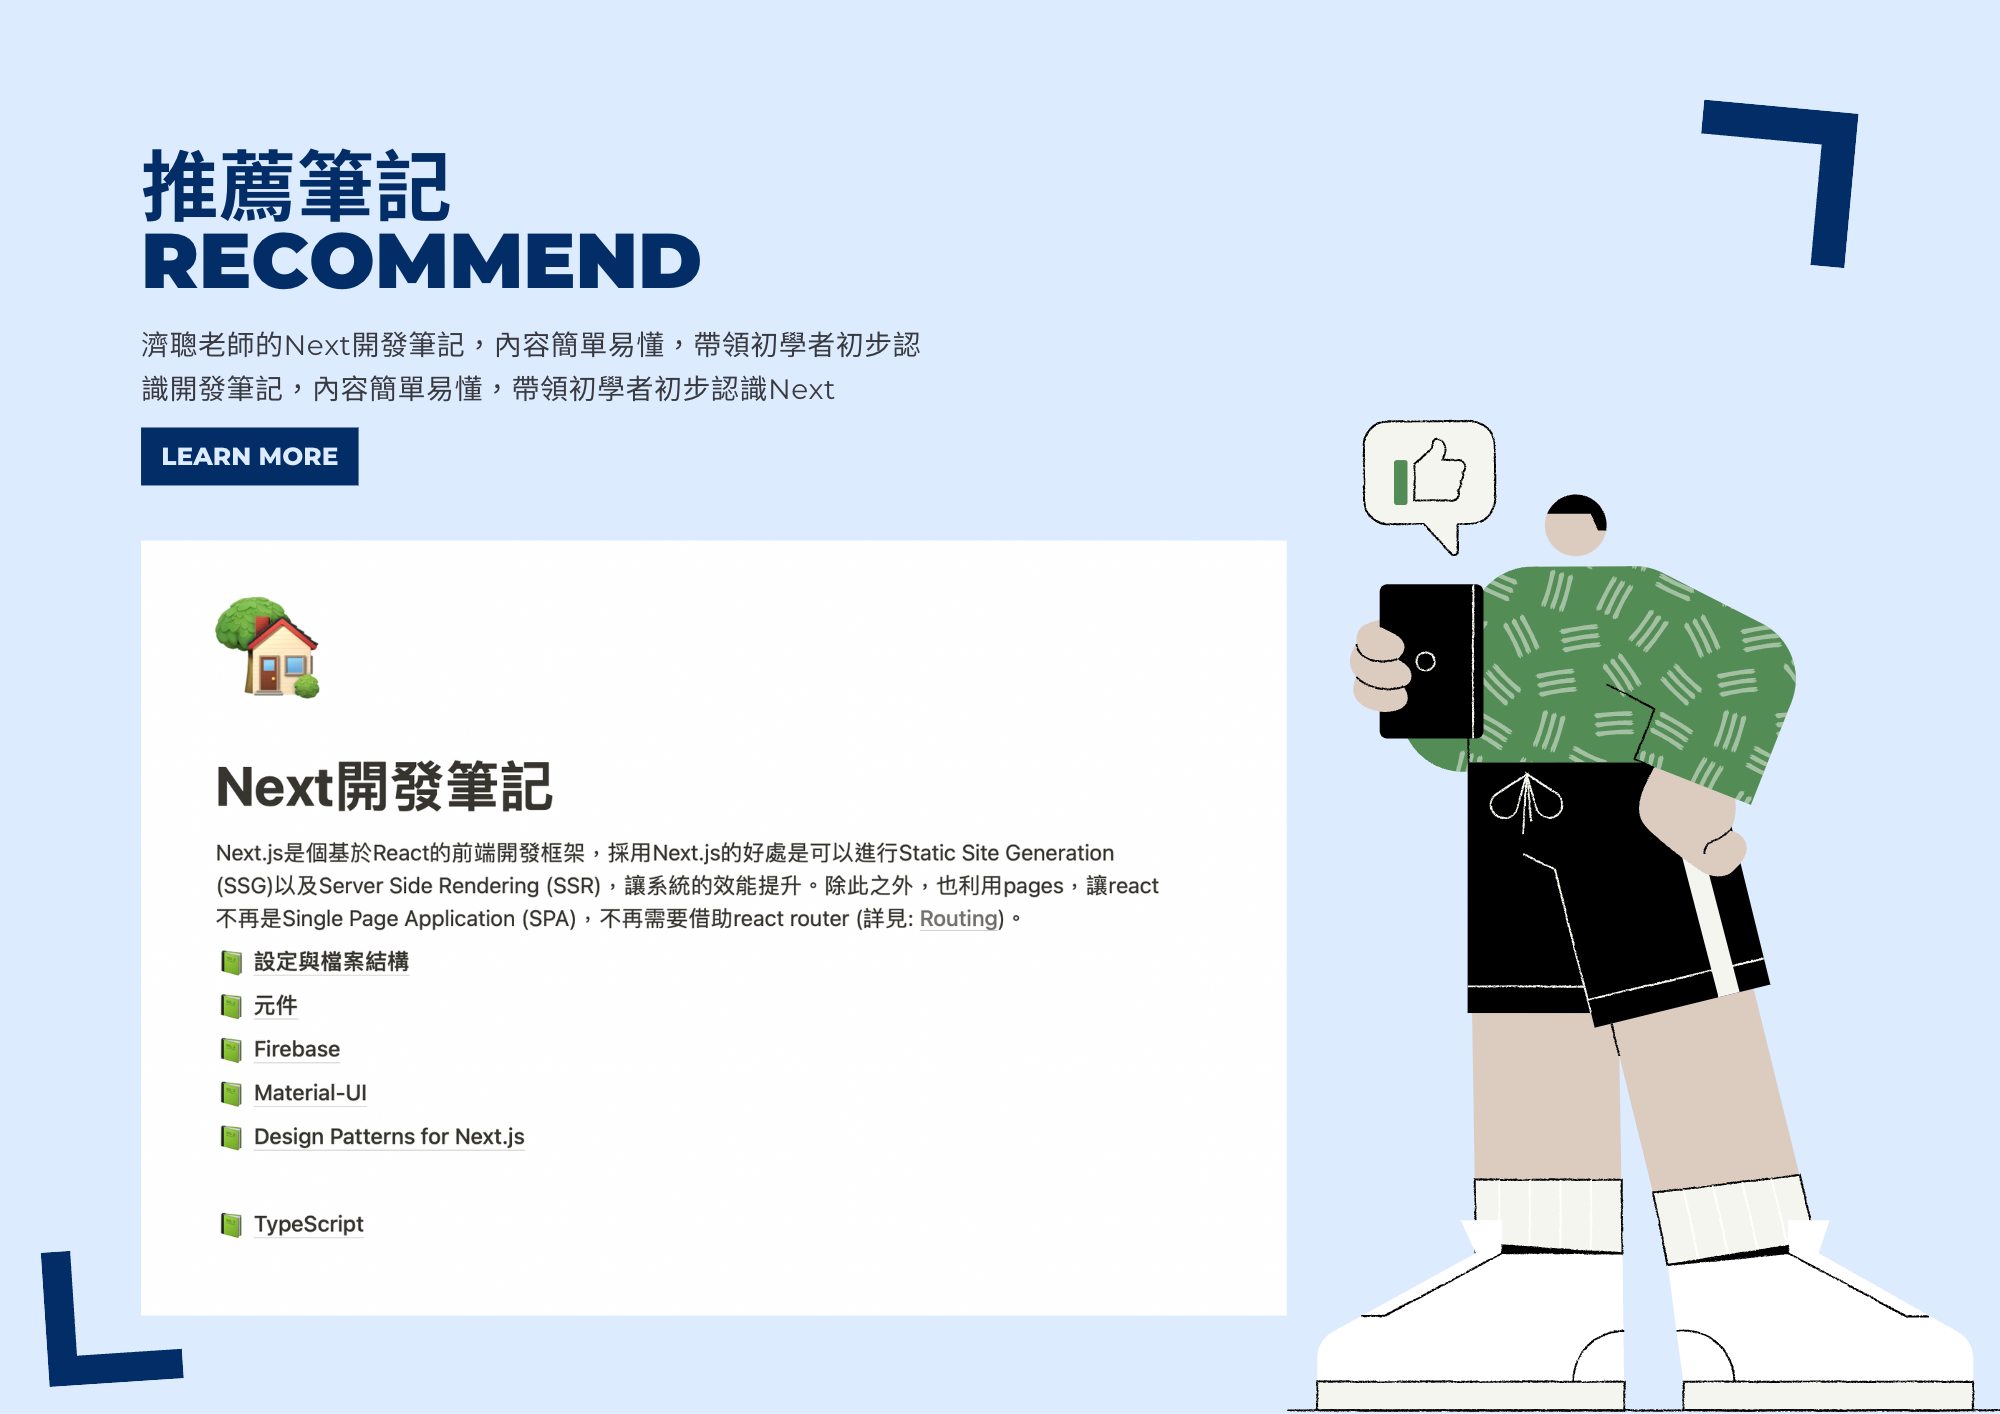 推薦筆記
RECOMMEND
濟聰老師的Next開發筆記，內容簡單易懂，帶領初學者初步認
識開發筆記，內容簡單易懂，帶領初學者初步認識Next
LEARN MORE
Next開發筆記
Next.js是個基於React的前端開發框架，採用Next.js的好處是可以進行Static Site Generation
(SSG)以及Server Side Rendering (SSR)，讓系統的效能提升。除此之外，也利用pages，讓react
不再是Single Page Application (SPA)，不再需要借助react router (詳見: Routing)。
設定與檔案結構
元件
Firebase
Material-UI
Design Patterns for Next.js
TypeScript